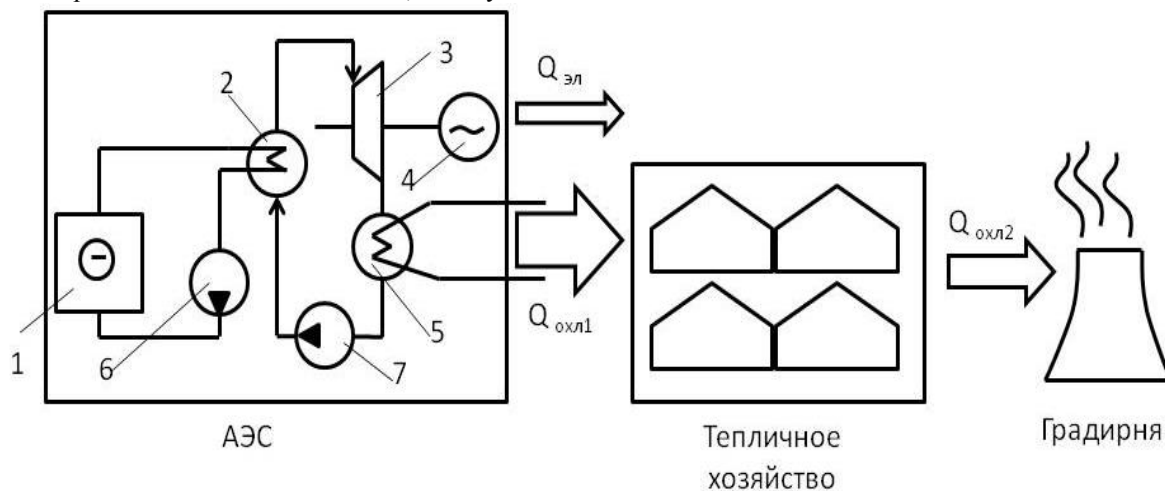 2
3
4
1
6
7
5
Q эл
Q охл1
Q охл2
АЭС
Тепличное
хозяйство
Градирня